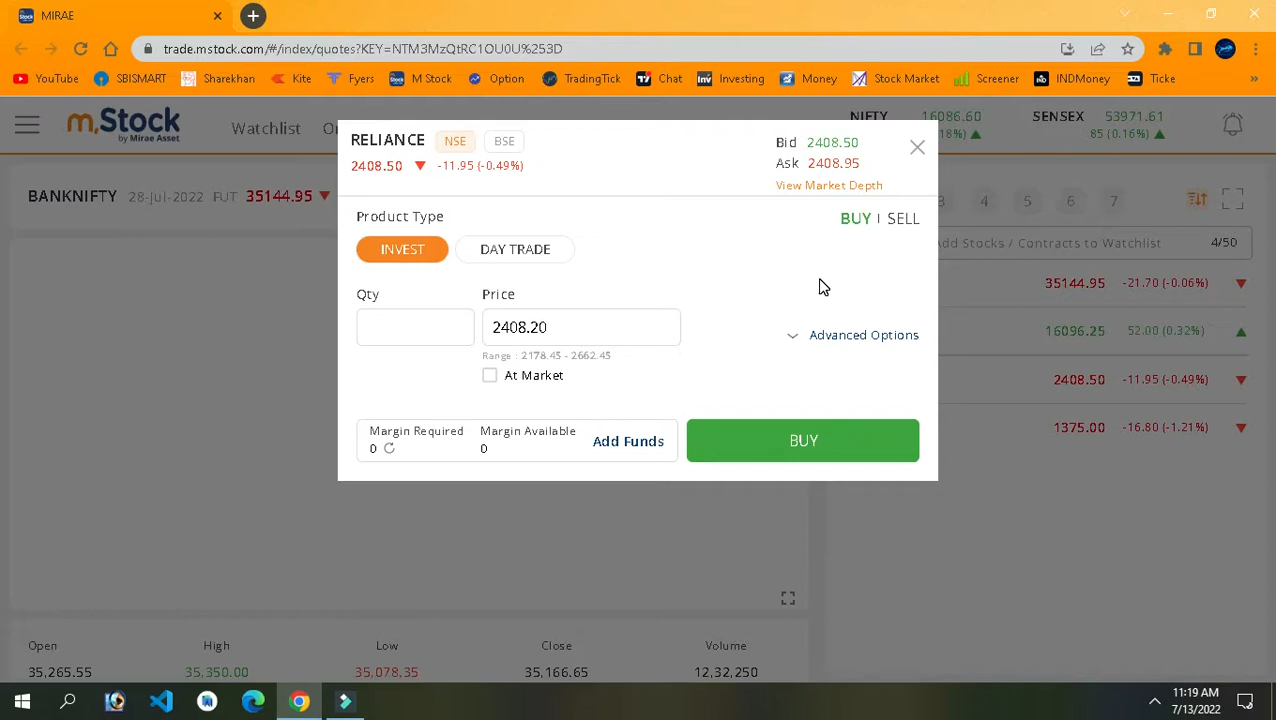 MIRAE
trade.mstock.com/#/index/quotes?KEY=NTM3MzQtRC1OU0U%253D
YouTube SBISMART Sharekhan Kite Fyers M Stock Option TradingTick Chat Investing Money Stock Market Screener INDMoney Ticke »
m.Stock
by Mirae Asset
Watchlist
NIFTY 16086.60
18%)
SENSEX 53971.61
85 (0.16%)
RELIANCE NSE BSE
2408.50 -11.95 (-0.49%)
Bid 2408.50
Ask 2408.95
View Market Depth
BANKNIFTY 28-Jul-2022 FUT 35144.95
3 4 5 6 7
Product Type
BUY | SELL
INVEST DAY TRADE
Add Stocks / Contracts to Watchlist 4/50
35144.95 -21.70 (-0.06%)
Qty Price
2408.20
Advanced Options
16096.25 52.00 (0.32%)
Range : 2178.45 - 2662.45
At Market
2408.50 -11.95 (-0.49%)
Margin Required Margin Available
0 0
Add Funds
BUY
1375.00 -16.80 (-1.21%)
Open High Low Close Volume
35,265.55 35,350.00 35,078.35 35,166.65 12,32,250
11:19 AM
7/13/2022